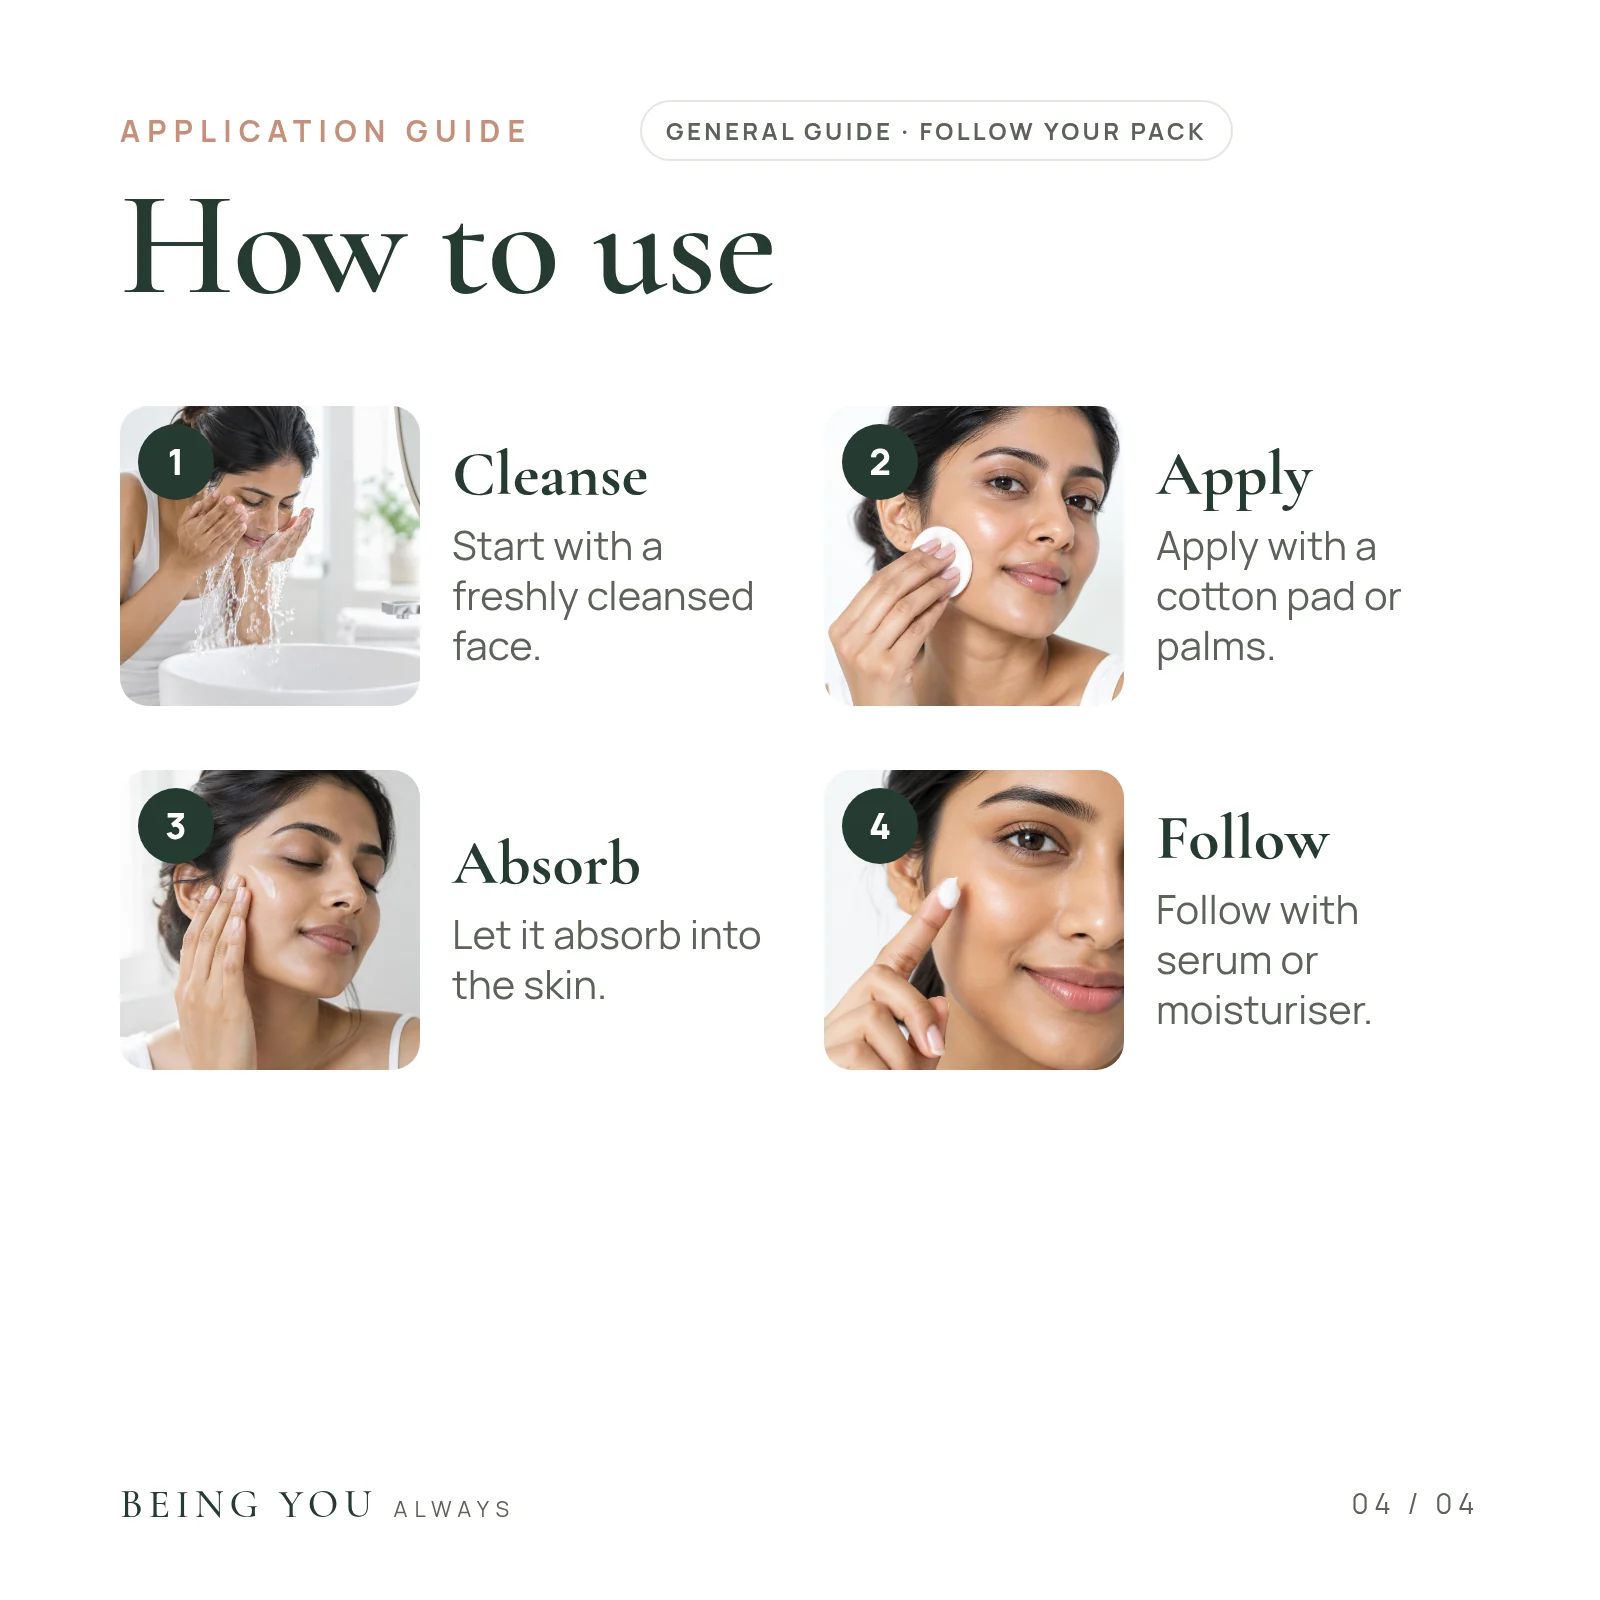 APPLICATION GUIDE
GENERAL GUIDE · FOLLOW YOUR PACK
How to use
1
Cleanse
Start with a
freshly cleansed
face.
2
Apply
Apply with a
cotton pad or
palms.
3
Absorb
Let it absorb into
the skin.
4
Follow
Follow with
serum or
moisturiser.
BEING YOU ALWAYS
04 / 04